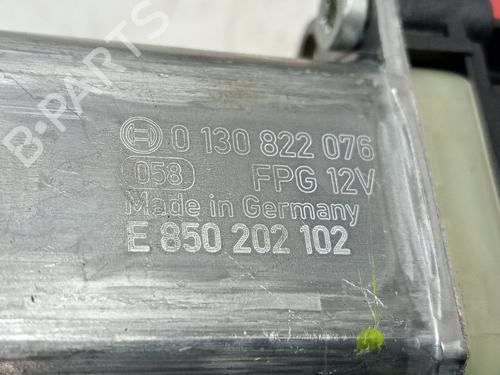 B-PARTS
0 130 822 076
058 FPG 12V
Made in Germany
E 850 202 102